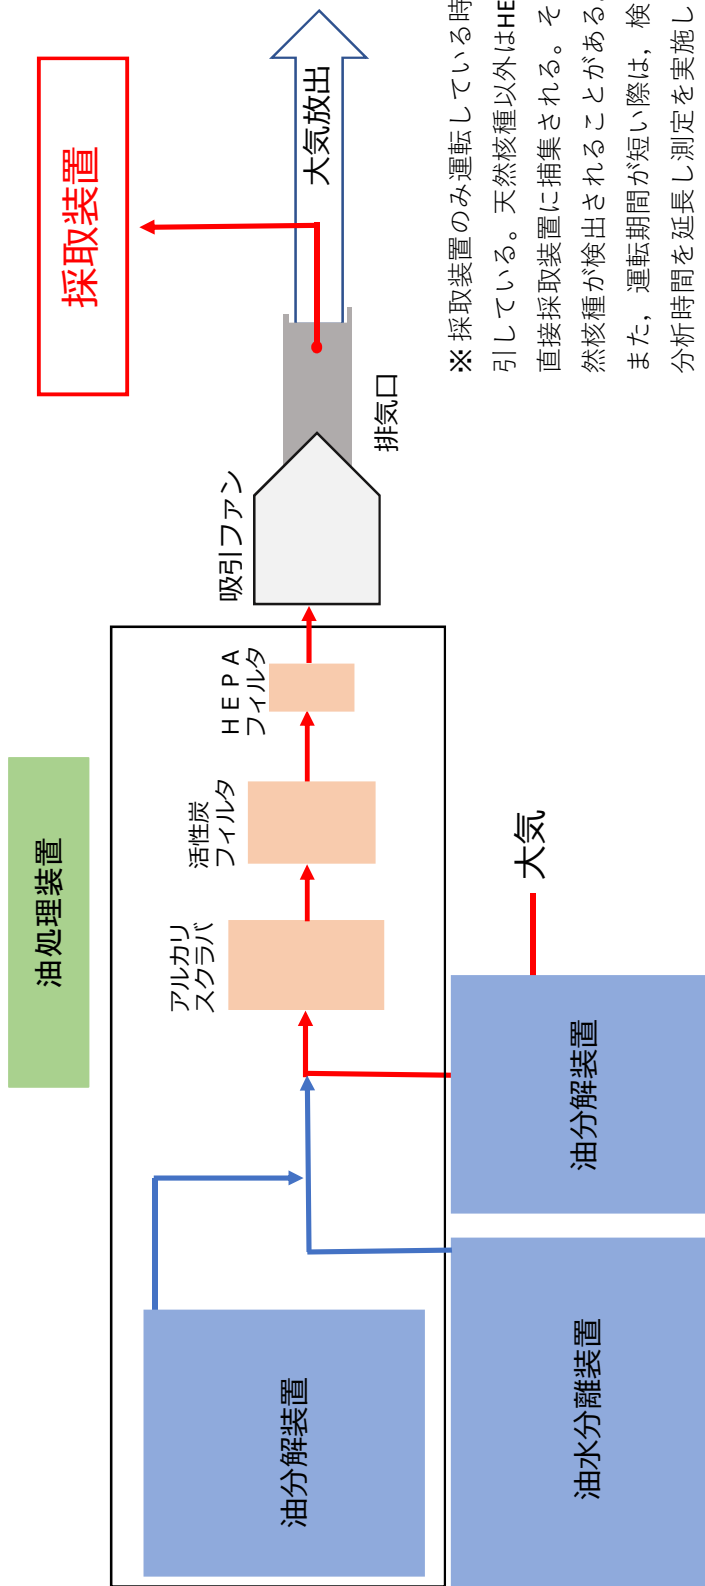 油処理装置
採取装置
大気放出
吸引ファン
排気口
HEPA
フィルタ
活性炭
フィルタ
アルカリ
スクラバ
大気
油分解装置
油分解装置
油水分離装置
※ 採取装置のみ運転している時
引している。天然核種以外はHE
直接採取装置に捕集される。そ
然核種が検出されることがある。
また，運転期間が短い際は，検
分析時間を延長し測定を実施し